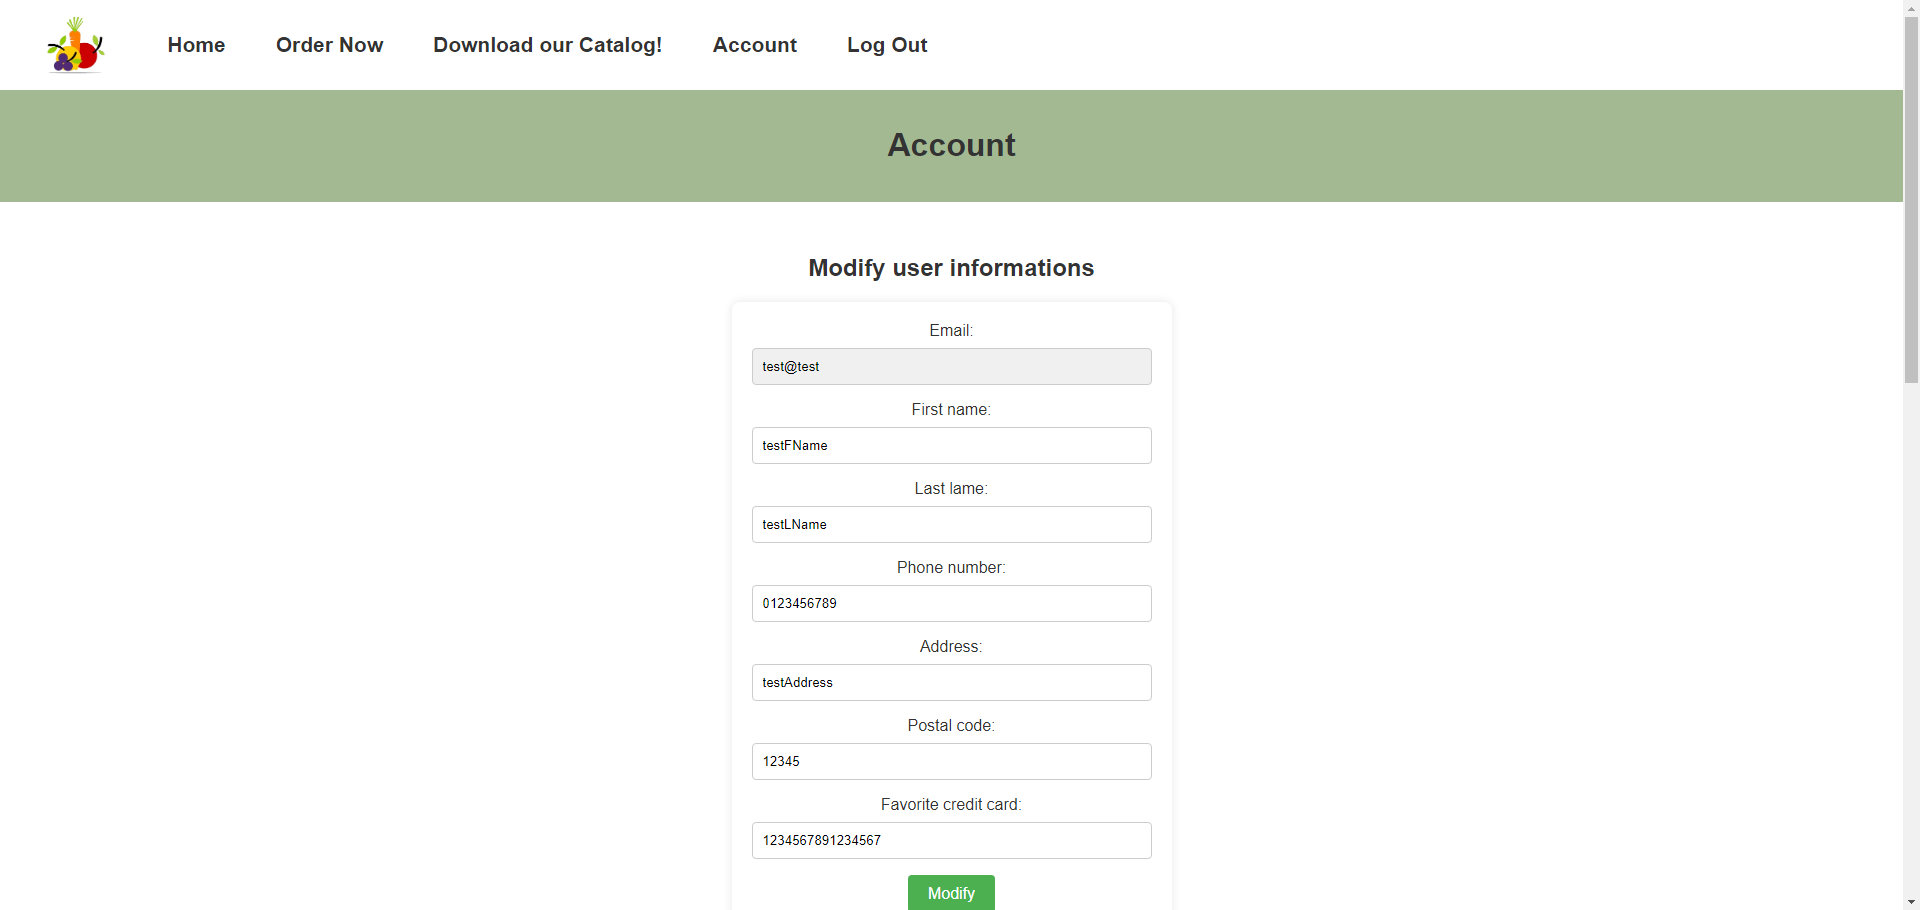 Home Order Now Download our Catalog! Account Log Out
Account
Modify user informations
Email:
test@test
First name:
testFName
Last lame:
testLName
Phone number:
0123456789
Address:
testAddress
Postal code:
12345
Favorite credit card:
1234567891234567
Modify